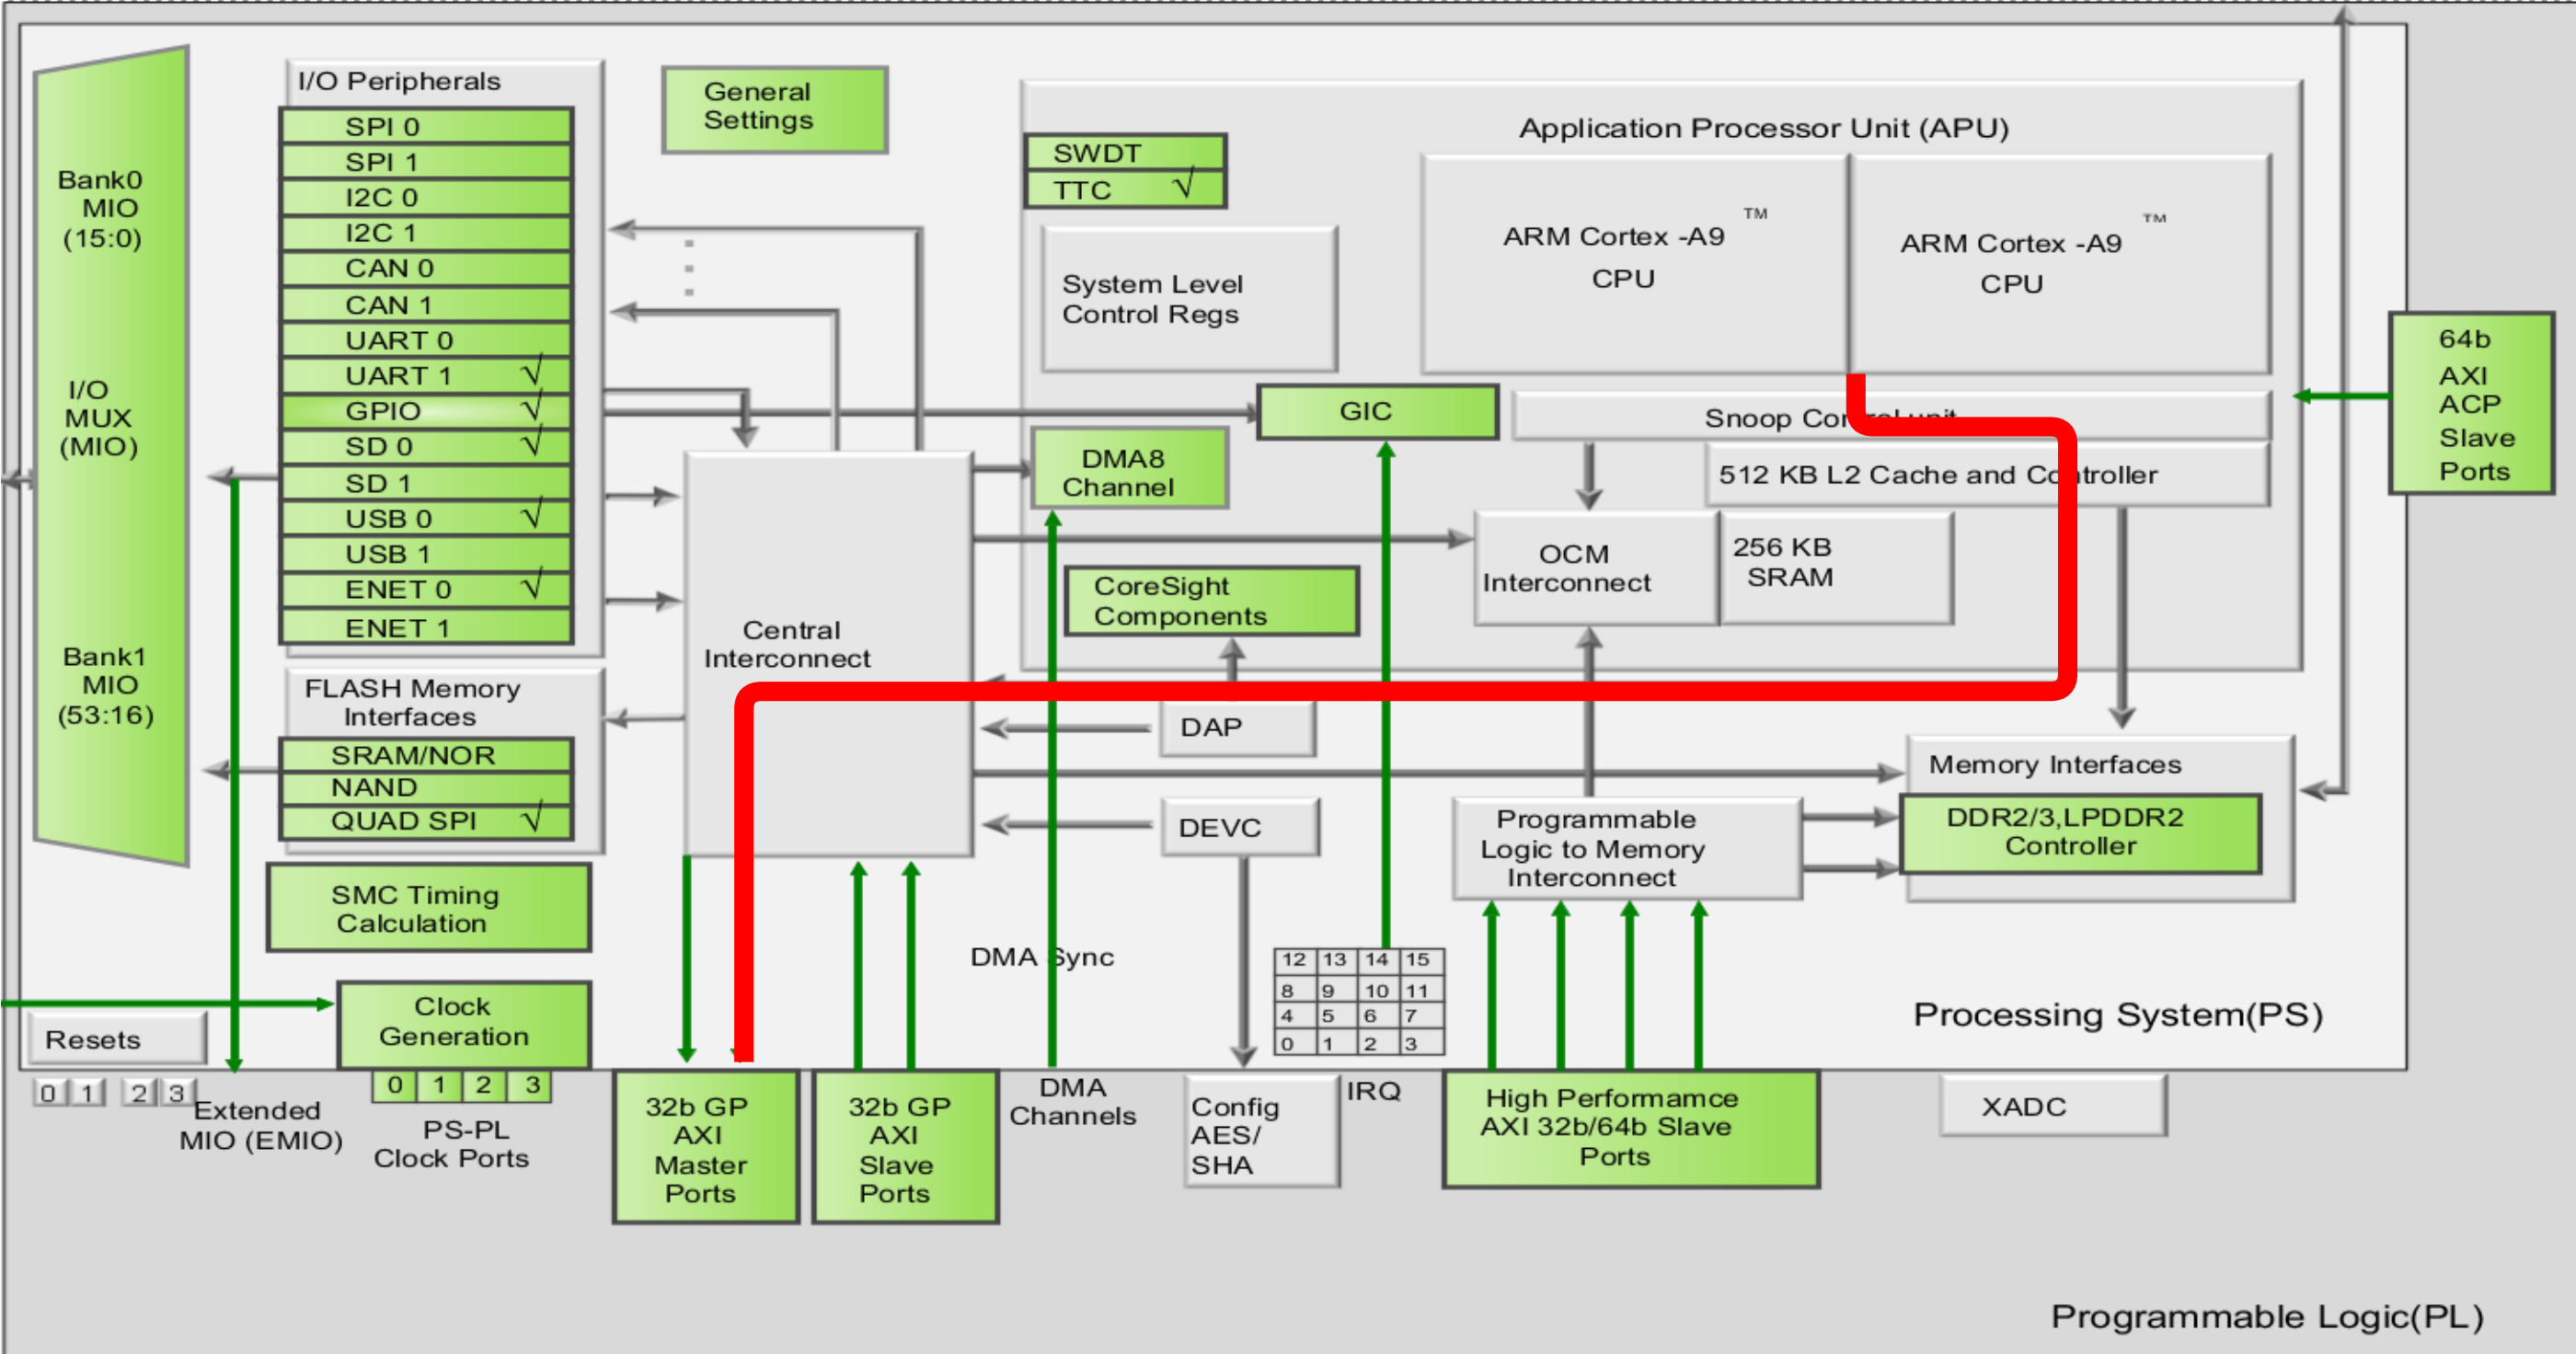 I/O Peripherals
SPI 0
SPI 1
I2C 0
I2C 1
CAN 0
CAN 1
UART 0
UART 1 √
GPIO √
SD 0 √
SD 1
USB 0 √
USB 1
ENET 0 √
ENET 1
Bank0
MIO
(15:0)
I/O
MUX
(MIO)
Bank1
MIO
(53:16)
FLASH Memory
Interfaces
SRAM/NOR
NAND
QUAD SPI √
SMC Timing
Calculation
Clock
Generation
0 1 2 3
PS-PL
Clock Ports
Resets
0 1 2 3
Extended
MIO (EMIO)
General
Settings
Central
Interconnect
32b GP
AXI
Master
Ports
32b GP
AXI
Slave
Ports
DMA Sync
DMA
Channels
Application Processor Unit (APU)
SWDT
TTC √
System Level
Control Regs
ARM Cortex -A9 ™
CPU
ARM Cortex -A9 ™
CPU
GIC
Snoop Control unit
DMA8
Channel
512 KB L2 Cache and Controller
OCM
Interconnect
256 KB
SRAM
CoreSight
Components
DAP
DEVC
Config
AES/
SHA
12 13 14 15
8 9 10 11
4 5 6 7
0 1 2 3
IRQ
Programmable
Logic to Memory
Interconnect
High Performamce
AXI 32b/64b Slave
Ports
Memory Interfaces
DDR2/3,LPDDR2
Controller
64b
AXI
ACP
Slave
Ports
Processing System(PS)
XADC
Programmable Logic(PL)